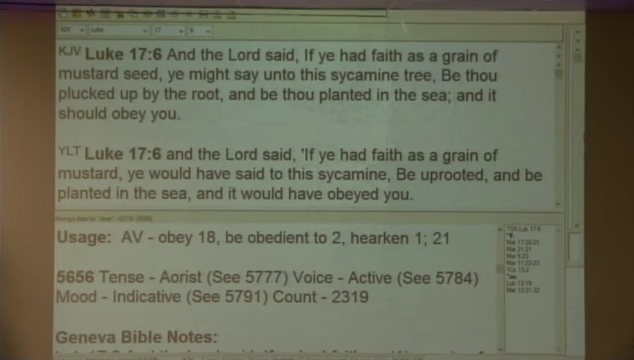 KJV Luke 17:6 And the Lord said, If ye had faith as a grain of
mustard seed, ye might say unto this sycamine tree, Be thou
plucked up by the root, and be thou planted in the sea; and it
should obey you.
YLT Luke 17:6 and the Lord said, 'If ye had faith as a grain of
mustard, ye would have said to this sycamine, Be uprooted, and be
planted in the sea, and it would have obeyed you.
Usage: AV - obey 18, be obedient to 2, hearken 1; 21
5656 Tense - Aorist (See 5777) Voice - Active (See 5784)
Mood - Indicative (See 5791) Count - 2319
Geneva Bible Notes: